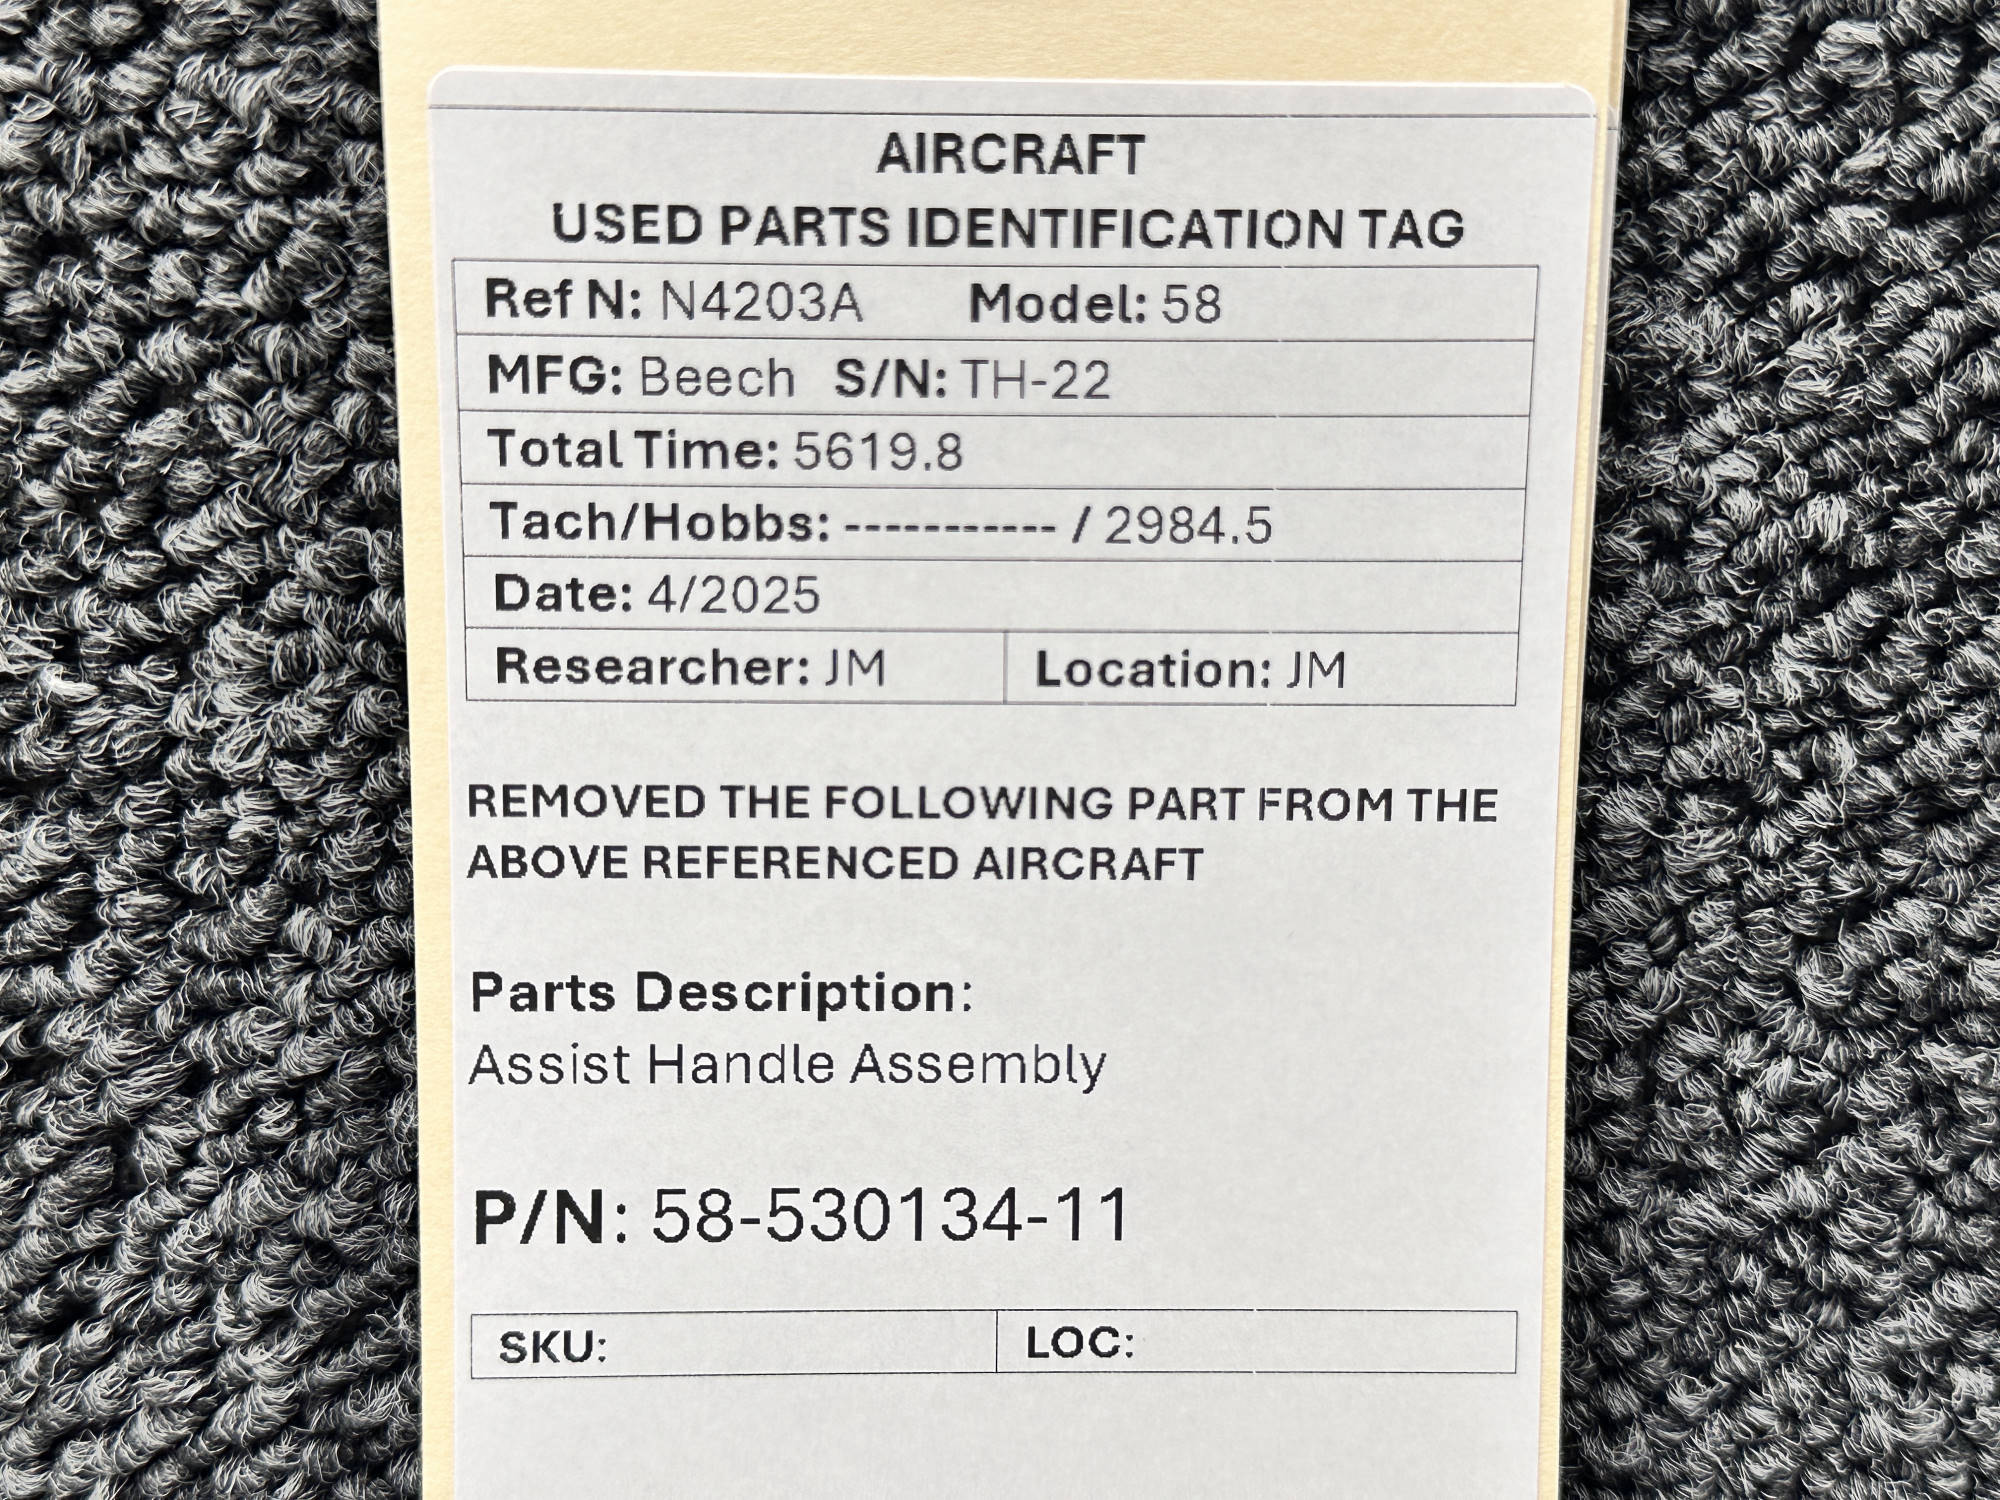 AIRCRAFT
USED PARTS IDENTIFICATION TAG
Ref N: N4203A Model: 58
MFG: Beech S/N: TH-22
Total Time: 5619.8
Tach/Hobbs: ----------- / 2984.5
Date: 4/2025
Researcher: JM Location: JM
REMOVED THE FOLLOWING PART FROM THE
ABOVE REFERENCED AIRCRAFT
Parts Description:
Assist Handle Assembly
P/N: 58-530134-11
SKU: LOC: